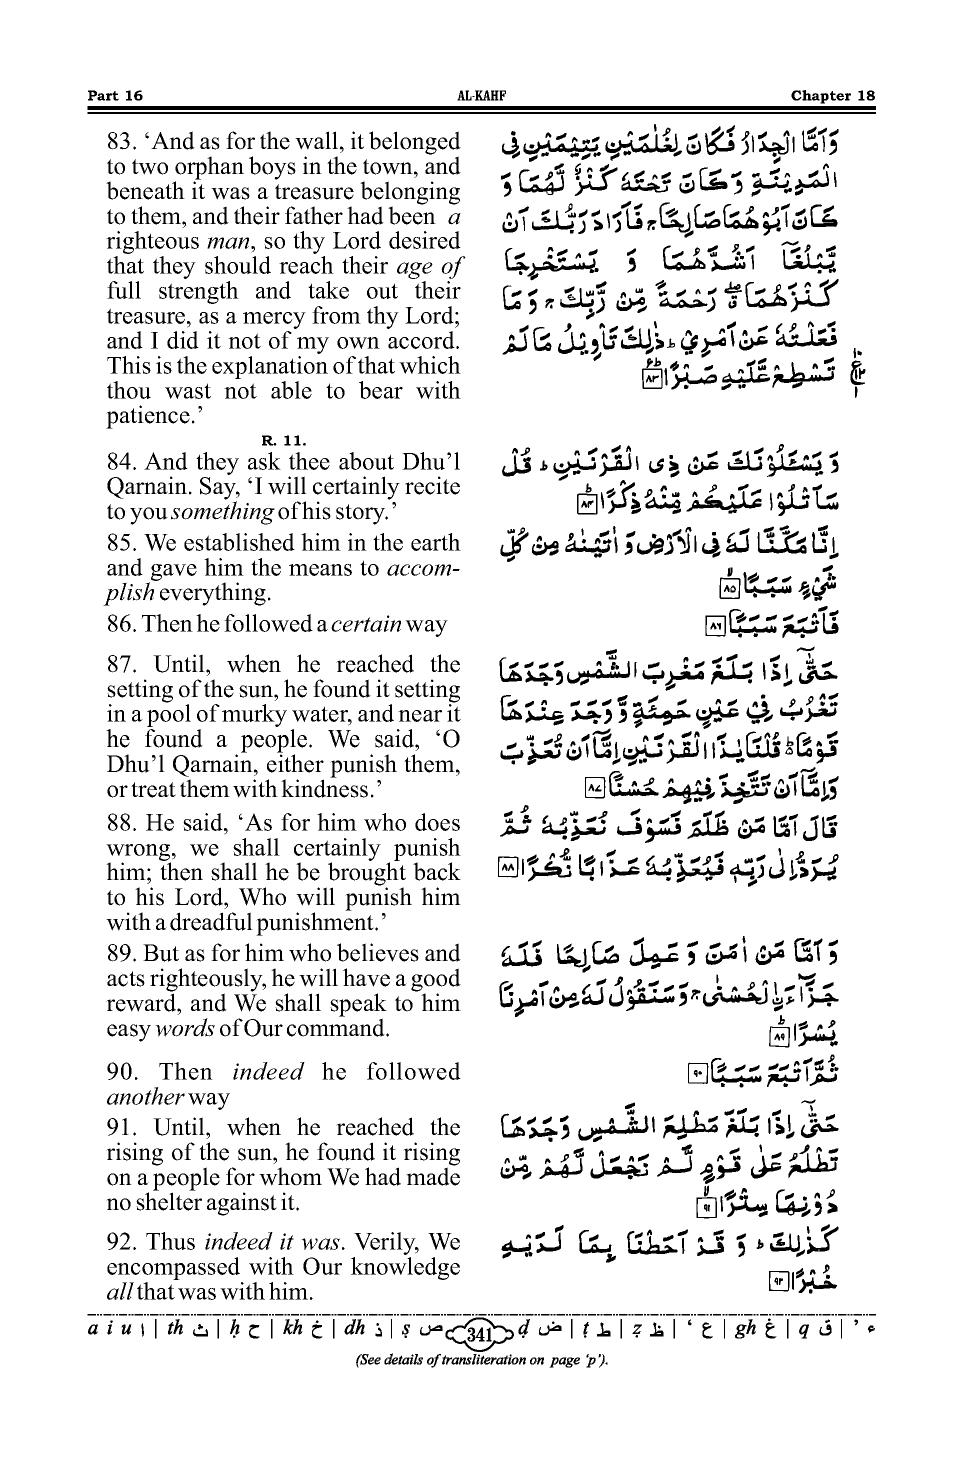 Part 16 AL-KAHF Chapter 18
83. ‘And as for the wall, it belonged
to two orphan boys in the town, and
beneath it was a treasure belonging
to them, and their father had been a
righteous man, so thy Lord desired
that they should reach their age of
full strength and take out their
treasure, as a mercy from thy Lord;
and I did it not of my own accord.
This is the explanation of that which
thou wast not able to bear with
patience.’
وَاَمَّا الْجِدَارُ فَكَانَ لِغُلٰمَيْنِ يَتِيْمَيْنِ فِى
الْمَدِيْنَةِ وَكَانَ تَحْتَهٗ كَنْزٌ لَّهُمَا وَ
كَانَ اَبُوْهُمَا صَالِحًا ۚ فَاَرَادَ رَبُّكَ اَنْ
يَّبْلُغَاۤ اَشُدَّهُمَا وَ يَسْتَخْرِجَا
كَنْزَهُمَا ۖ رَحْمَةً مِّنْ رَّبِّكَ ۚ وَمَا
فَعَلْتُهٗ عَنْ اَمْرِيْ ؕ ذٰلِكَ تَاْوِيْلُ مَا لَمْ
تَسْطِعْ عَّلَيْهِ صَبْرًا ۸۳
R. 11.
84. And they ask thee about Dhu’l
Qarnain. Say, ‘I will certainly recite
to you something of his story.’
وَ يَسْـَٔلُوْنَكَ عَنْ ذِى الْقَرْنَيْنِ ؕ قُلْ
سَاَتْلُوْا عَلَيْكُمْ مِّنْهُ ذِكْرًا ۸۴
85. We established him in the earth
and gave him the means to accom-
plish everything.
اِنَّا مَكَّنَّا لَهٗ فِى الْاَرْضِ وَ اٰتَيْنٰهُ مِنْ كُلِّ
شَيْءٍ سَبَبًا ۸۵
86. Then he followed a certain way
فَاَتْبَعَ سَبَبًا ۸۶
87. Until, when he reached the
setting of the sun, he found it setting
in a pool of murky water, and near it
he found a people. We said, ‘O
Dhu’l Qarnain, either punish them,
or treat them with kindness.’
حَتّٰۤى اِذَا بَلَغَ مَغْرِبَ الشَّمْسِ وَجَدَهَا
تَغْرُبُ فِيْ عَيْنٍ حَمِئَةٍ وَّ وَجَدَ عِنْدَهَا
قَوْمًا ؕ قُلْنَا يٰذَا الْقَرْنَيْنِ اِمَّاۤ اَنْ تُعَذِّبَ
وَاِمَّاۤ اَنْ تَتَّخِذَ فِيْهِمْ حُسْنًا ۸۷
88. He said, ‘As for him who does
wrong, we shall certainly punish
him; then shall he be brought back
to his Lord, Who will punish him
with a dreadful punishment.’
قَالَ اَمَّا مَنْ ظَلَمَ فَسَوْفَ نُعَذِّبُهٗ ثُمَّ
يُرَدُّ اِلٰى رَبِّهٖ فَيُعَذِّبُهٗ عَذَابًا نُّكْرًا ۸۸
89. But as for him who believes and
acts righteously, he will have a good
reward, and We shall speak to him
easy words of Our command.
وَ اَمَّا مَنْ اٰمَنَ وَ عَمِلَ صَالِحًا فَلَهٗ
جَزَآءَ اِۨلْحُسْنٰى ۚ وَ سَنَقُوْلُ لَهٗ مِنْ اَمْرِنَا
يُسْرًا ۸۹
90. Then indeed he followed
another way
ثُمَّ اَتْبَعَ سَبَبًا ۹۰
91. Until, when he reached the
rising of the sun, he found it rising
on a people for whom We had made
no shelter against it.
حَتّٰۤى اِذَا بَلَغَ مَطْلِعَ الشَّمْسِ وَجَدَهَا
تَطْلُعُ عَلٰى قَوْمٍ لَّمْ نَجْعَلْ لَّهُمْ مِّنْ
دُوْنِهَا سِتْرًا ۹۱
92. Thus indeed it was. Verily, We
encompassed with Our knowledge
all that was with him.
كَذٰلِكَ ؕ وَ قَدْ اَحَطْنَا بِمَا لَدَيْهِ
خُبْرًا ۹۲
a i u ا | th ث | ḥ ح | kh خ | dh ذ | ṣ ص 341 ḍ ض | ṭ ط | ẓ ظ | ‘ ع | gh غ | q ق | ’ ء
(See details of transliteration on page ‘p’).